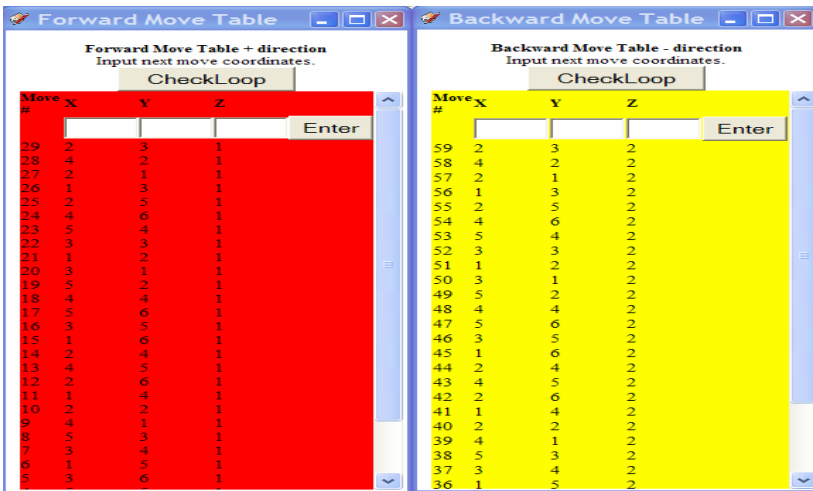 Forward Move Table
Forward Move Table + direction
Input next move coordinates.
CheckLoop
Move # X Y Z
Enter
29 2 3 1
28 4 2 1
27 2 1 1
26 1 3 1
25 2 5 1
24 4 6 1
23 5 4 1
22 3 3 1
21 1 2 1
20 3 1 1
19 5 2 1
18 4 4 1
17 5 6 1
16 3 5 1
15 1 6 1
14 2 4 1
13 4 5 1
12 2 6 1
11 1 4 1
10 2 2 1
9 4 1 1
8 5 3 1
7 3 4 1
6 1 5 1
5 3 6 1
Backward Move Table
Backward Move Table - direction
Input next move coordinates.
CheckLoop
Move # X Y Z
Enter
59 2 3 2
58 4 2 2
57 2 1 2
56 1 3 2
55 2 5 2
54 4 6 2
53 5 4 2
52 3 3 2
51 1 2 2
50 3 1 2
49 5 2 2
48 4 4 2
47 5 6 2
46 3 5 2
45 1 6 2
44 2 4 2
43 4 5 2
42 2 6 2
41 1 4 2
40 2 2 2
39 4 1 2
38 5 3 2
37 3 4 2
36 1 5 2